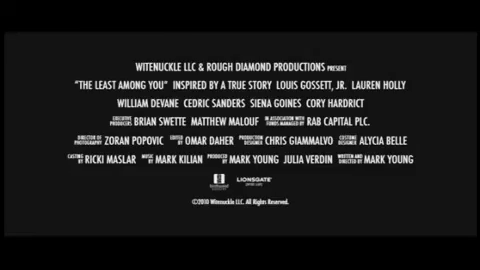 WITENUCKLE LLC & ROUGH DIAMOND PRODUCTIONS PRESENT
"THE LEAST AMONG YOU" INSPIRED BY A TRUE STORY LOUIS GOSSETT, JR. LAUREN HOLLY
WILLIAM DEVANE CEDRIC SANDERS SIENA GOINES CORY HARDRICT
EXECUTIVE PRODUCERS BRIAN SWETTE MATTHEW MALOUF IN ASSOCIATION WITH FUNDS MANAGED BY RAB CAPITAL PLC.
DIRECTOR OF PHOTOGRAPHY ZORAN POPOVIC EDITED BY OMAR DAHER PRODUCTION DESIGNER CHRIS GIAMMALVO COSTUME DESIGNER ALYCIA BELLE
CASTING BY RICKI MASLAR MUSIC BY MARK KILIAN PRODUCED BY MARK YOUNG JULIA VERDIN WRITTEN AND DIRECTED BY MARK YOUNG
LIONSGATE
©2010 Witenuckle LLC. All Rights Reserved.